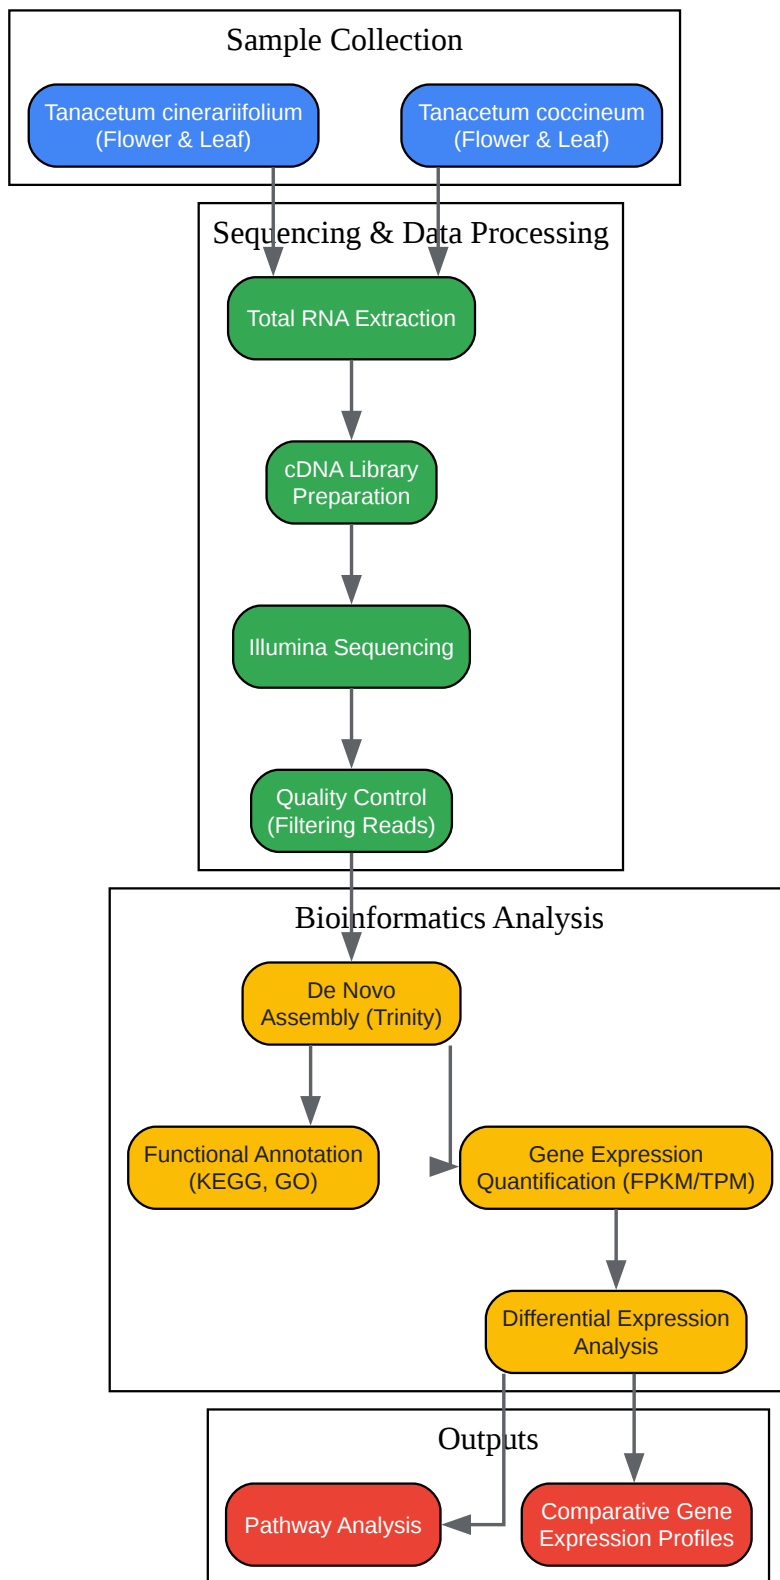 Sample Collection
Tanacetum cinerariifolium
(Flower & Leaf)
Tanacetum coccineum
(Flower & Leaf)
Sequencing & Data Processing
Total RNA Extraction
cDNA Library
Preparation
Illumina Sequencing
Quality Control
(Filtering Reads)
Bioinformatics Analysis
De Novo
Assembly (Trinity)
Functional Annotation
(KEGG, GO)
Gene Expression
Quantification (FPKM/TPM)
Differential Expression
Analysis
Outputs
Pathway Analysis
Comparative Gene
Expression Profiles